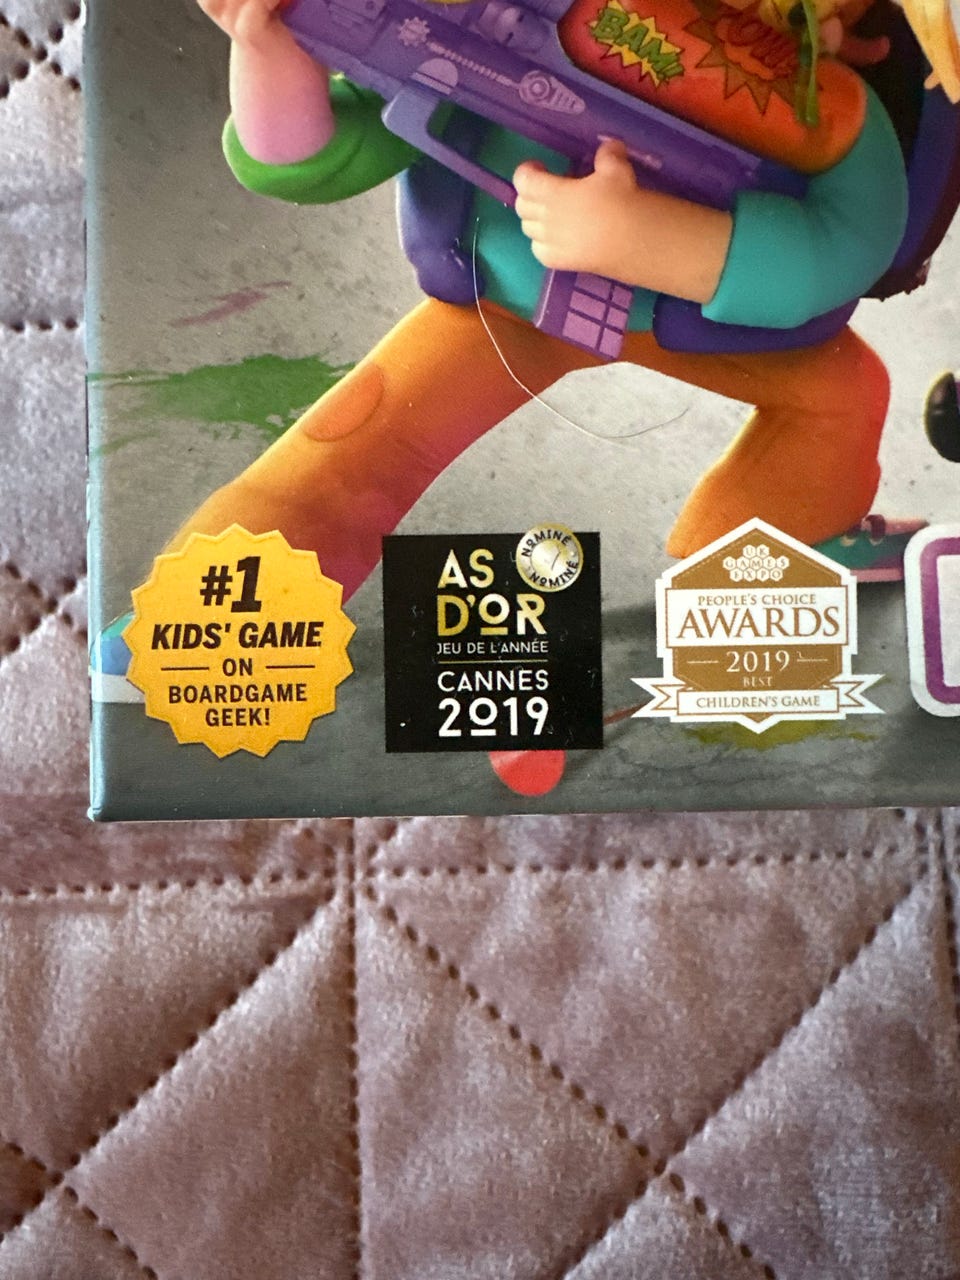 BAM!
POW!
#1
KIDS' GAME
ON
BOARDGAME
GEEK!
AS
D'OR
NOMINÉ
NOMINÉ
JEU DE L'ANNÉE
CANNES
2019
UK
GAMES
EXPO
PEOPLE'S CHOICE
AWARDS
2019
BEST
CHILDREN'S GAME